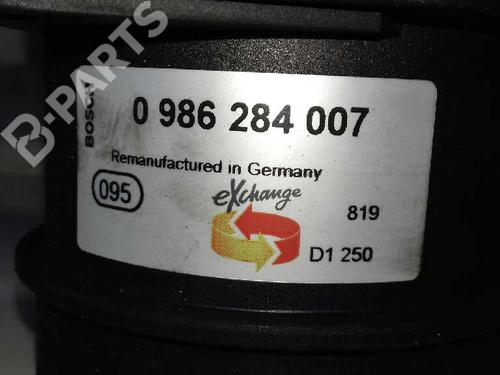 B-PARTS
BOSCH
0 986 284 007
Remanufactured in Germany
095
eXchange
819
D1 250